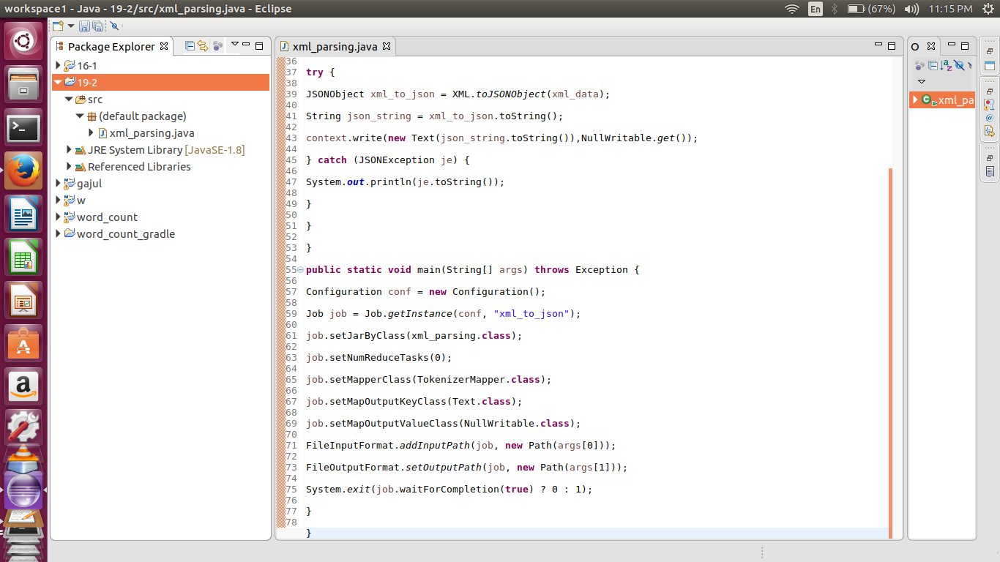 workspace1 - Java - 19-2/src/xml_parsing.java - Eclipse
En
(67%)
11:15 PM
Package Explorer
16-1
19-2
src
(default package)
xml_parsing.java
JRE System Library [JavaSE-1.8]
Referenced Libraries
gajul
w
word_count
word_count_gradle
xml_parsing.java
36
37 try {
38
39 JSONObject xml_to_json = XML.toJSONObject(xml_data);
40
41 String json_string = xml_to_json.toString();
42
43 context.write(new Text(json_string.toString()),NullWritable.get());
44
45 } catch (JSONException je) {
46
47 System.out.println(je.toString());
48
49 }
50
51 }
52
53 }
54
55 public static void main(String[] args) throws Exception {
56
57 Configuration conf = new Configuration();
58
59 Job job = Job.getInstance(conf, "xml_to_json");
60
61 job.setJarByClass(xml_parsing.class);
62
63 job.setNumReduceTasks(0);
64
65 job.setMapperClass(TokenizerMapper.class);
66
67 job.setMapOutputKeyClass(Text.class);
68
69 job.setMapOutputValueClass(NullWritable.class);
70
71 FileInputFormat.addInputPath(job, new Path(args[0]));
72
73 FileOutputFormat.setOutputPath(job, new Path(args[1]));
74
75 System.exit(job.waitForCompletion(true) ? 0 : 1);
76
77 }
78
}
O
xml_pa